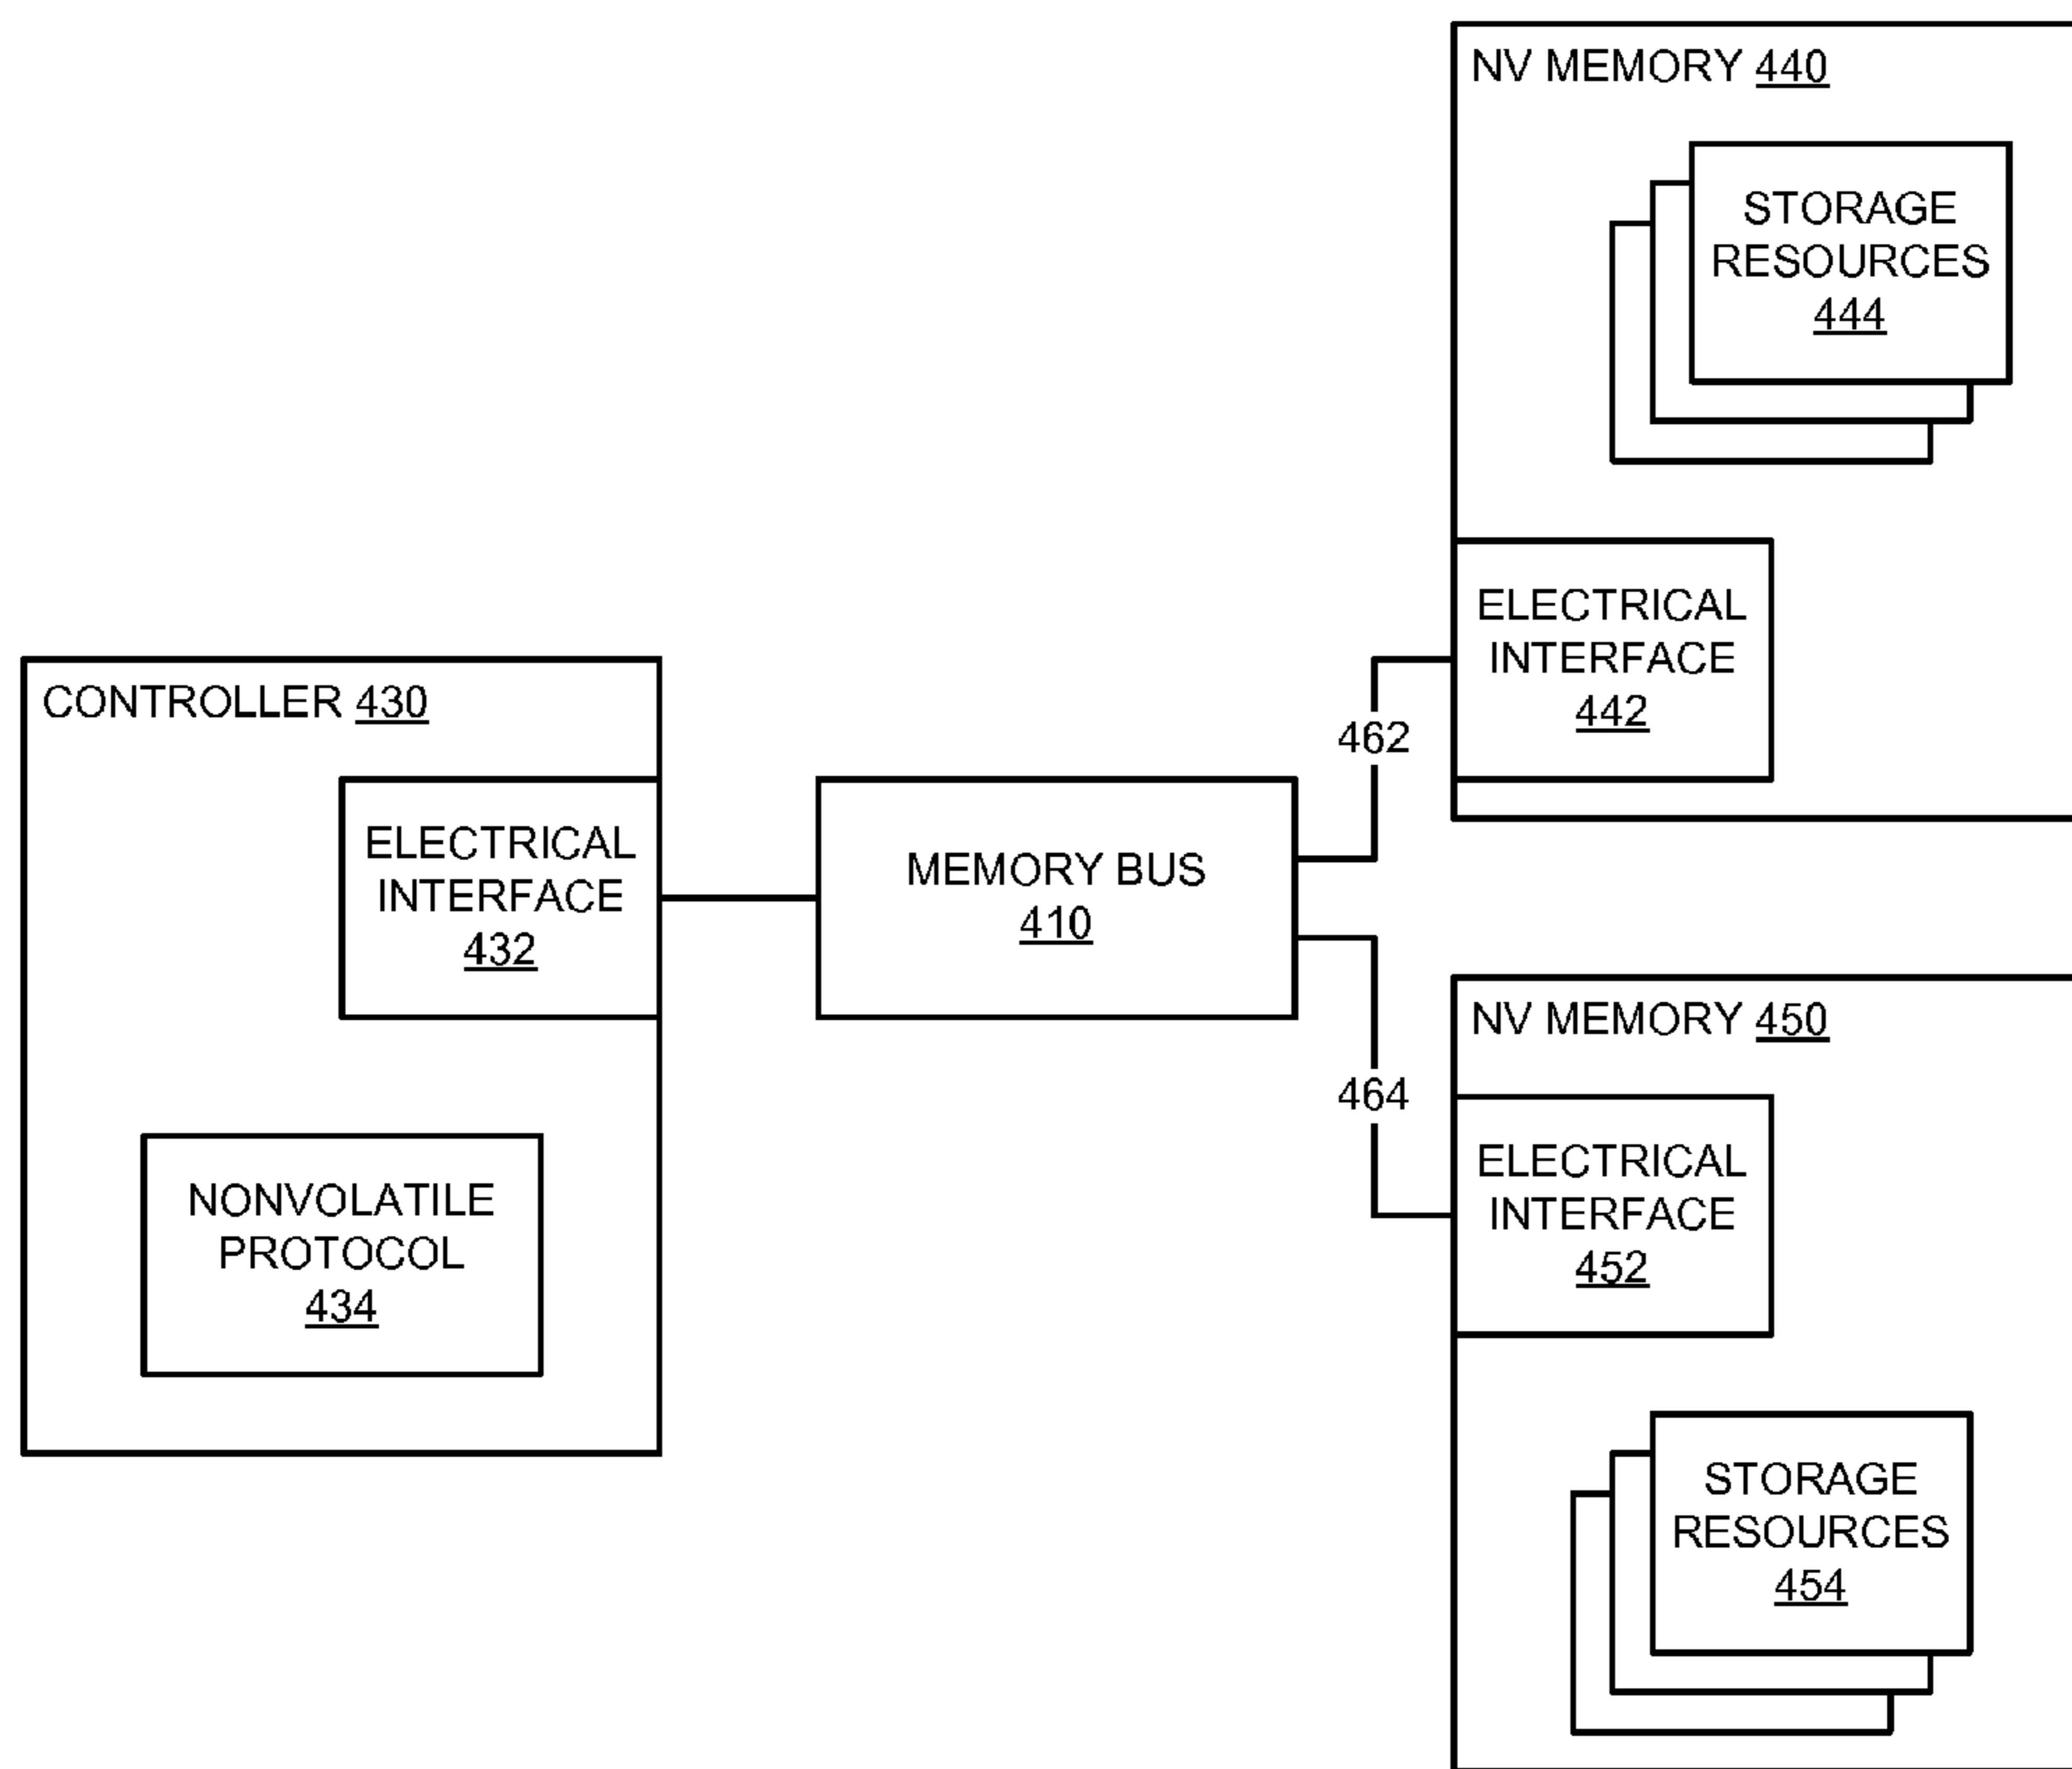 NV MEMORY 440
STORAGE
RESOURCES
444
ELECTRICAL
INTERFACE
442
CONTROLLER 430
462
ELECTRICAL
INTERFACE
432
MEMORY BUS
410
NV MEMORY 450
464
ELECTRICAL
INTERFACE
452
NONVOLATILE
PROTOCOL
434
STORAGE
RESOURCES
454